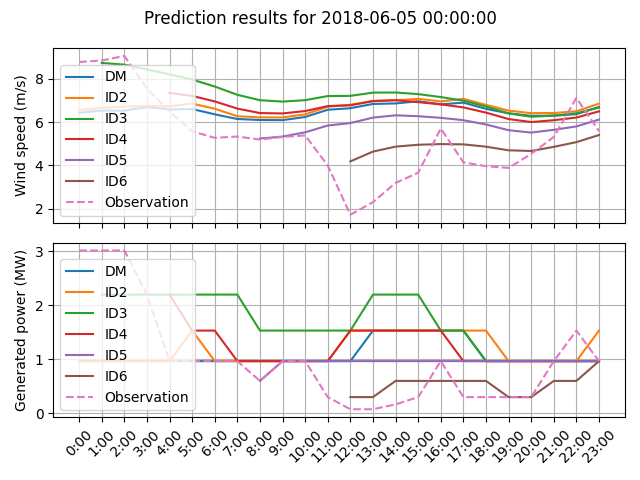 Prediction results for 2018-06-05 00:00:00
Wind speed (m/s)
8
6
4
2
DM
ID2
ID3
ID4
ID5
ID6
Observation
Generated power (MW)
3
2
1
0
DM
ID2
ID3
ID4
ID5
ID6
Observation
0:00
1:00
2:00
3:00
4:00
5:00
6:00
7:00
8:00
9:00
10:00
11:00
12:00
13:00
14:00
15:00
16:00
17:00
18:00
19:00
20:00
21:00
22:00
23:00